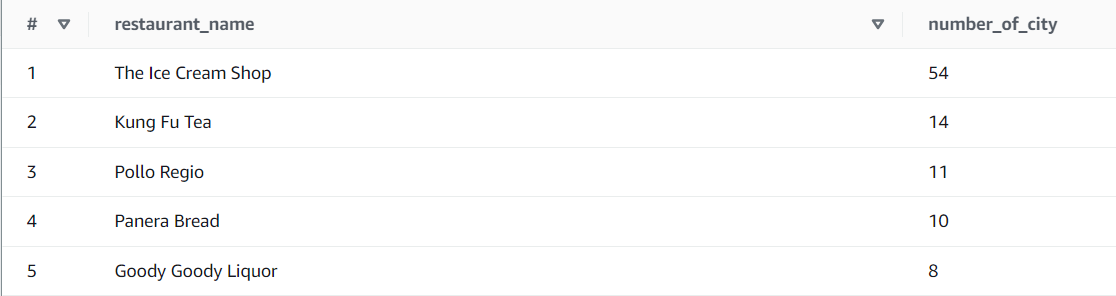 # restaurant_name number_of_city
1 The Ice Cream Shop 54
2 Kung Fu Tea 14
3 Pollo Regio 11
4 Panera Bread 10
5 Goody Goody Liquor 8